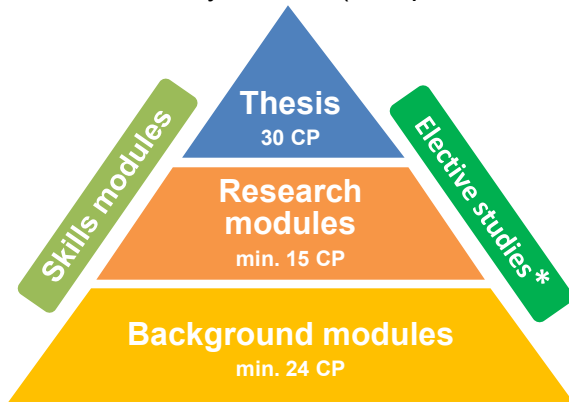 Thesis
30 CP
Skills modules
Elective studies *
Research
modules
min. 15 CP
Background modules
min. 24 CP